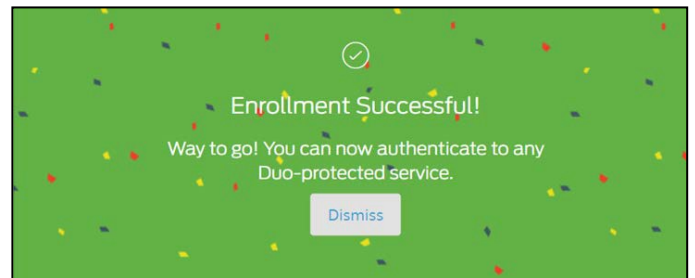 Enrollment Successful!
Way to go! You can now authenticate to any
Duo-protected service.
Dismiss